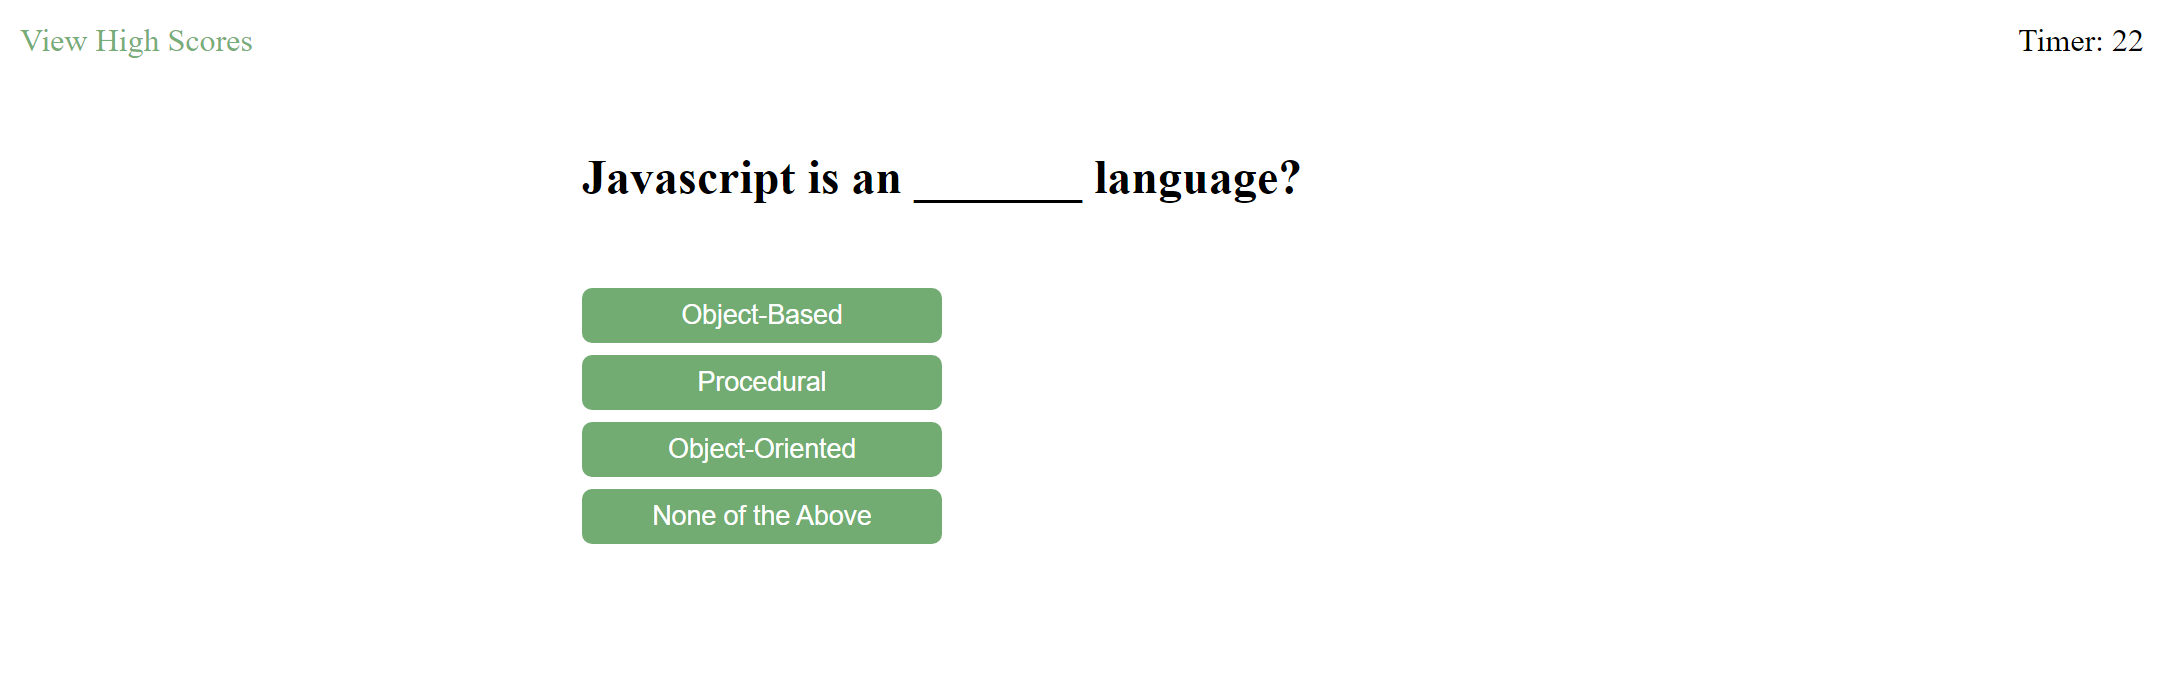 View High Scores
Timer: 22
Javascript is an _______ language?
Object-Based
Procedural
Object-Oriented
None of the Above